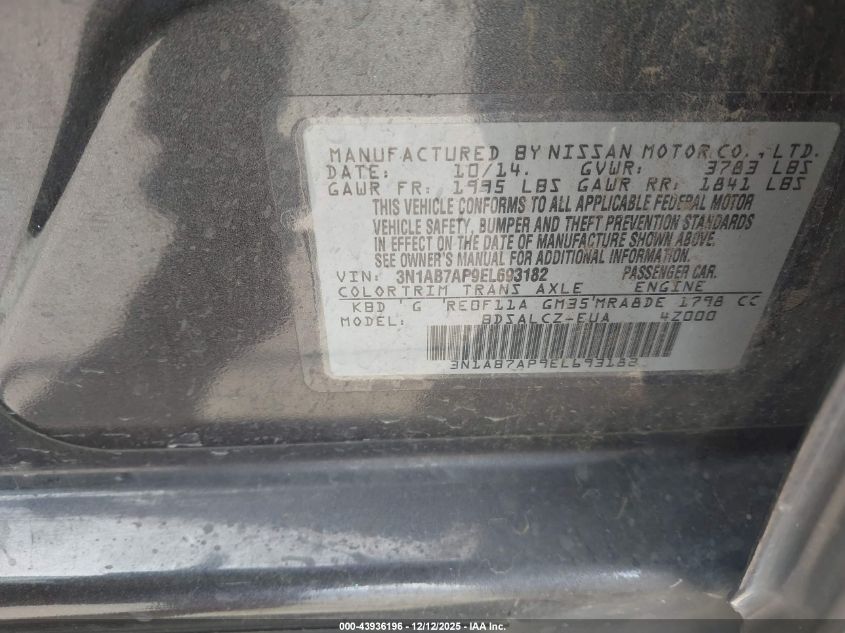 MANUFACTURED BY NISSAN MOTOR CO., LTD.
DATE: 10/14. GVWR: 3783 LBS
GAWR FR: 1995 LBS GAWR RR: 1841 LBS
THIS VEHICLE CONFORMS TO ALL APPLICABLE FEDERAL MOTOR
VEHICLE SAFETY, BUMPER AND THEFT PREVENTION STANDARDS
IN EFFECT ON THE DATE OF MANUFACTURE SHOWN ABOVE.
SEE OWNER'S MANUAL FOR ADDITIONAL INFORMATION.
VIN: 3N1AB7AP9EL693182 PASSENGER CAR.
COLOR TRIM TRANS AXLE ENGINE
KBD G RE0F11A GM35 MRA8DE 1798 CC
MODEL: BDSALCZ-EUA 4Z000
3N1AB7AP9EL693182
000-43936196 - 12/12/2025 - IAA Inc.